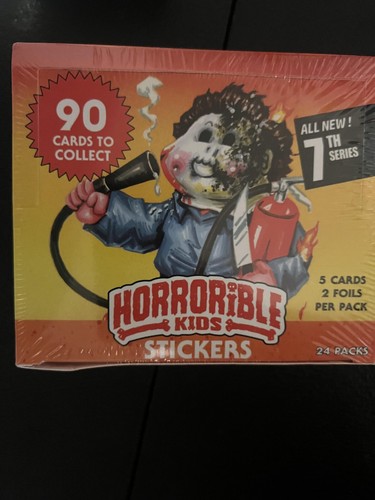 90
CARDS TO
COLLECT
ALL NEW!
7TH
SERIES
5 CARDS
2 FOILS
PER PACK
HORRORIBLE
KIDS
STICKERS
24 PACKS